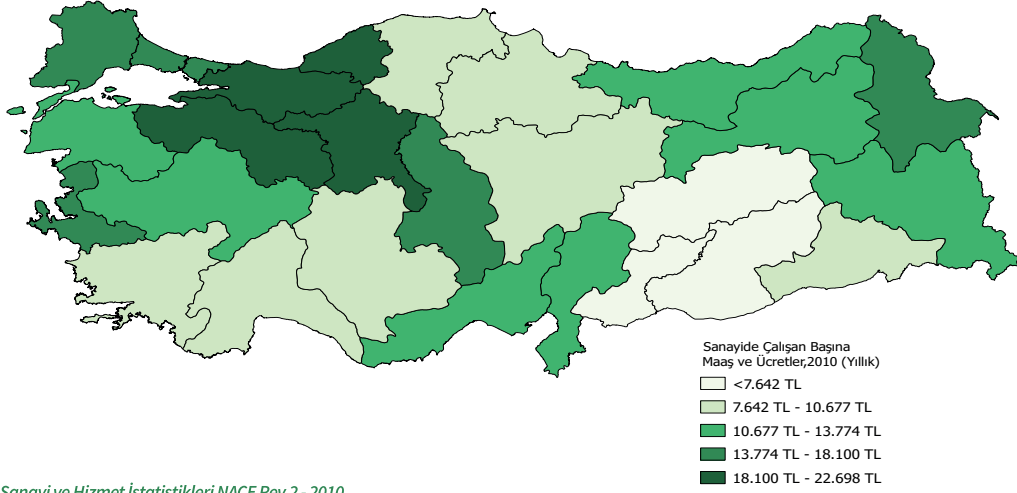 Sanayide Çalışan Başına
Maaş ve Ücretler,2010 (Yıllık)
<7.642 TL
7.642 TL - 10.677 TL
10.677 TL - 13.774 TL
13.774 TL - 18.100 TL
18.100 TL - 22.698 TL
Sanayi ve Hizmet İstatistikleri NACE Rev.2 - 2010